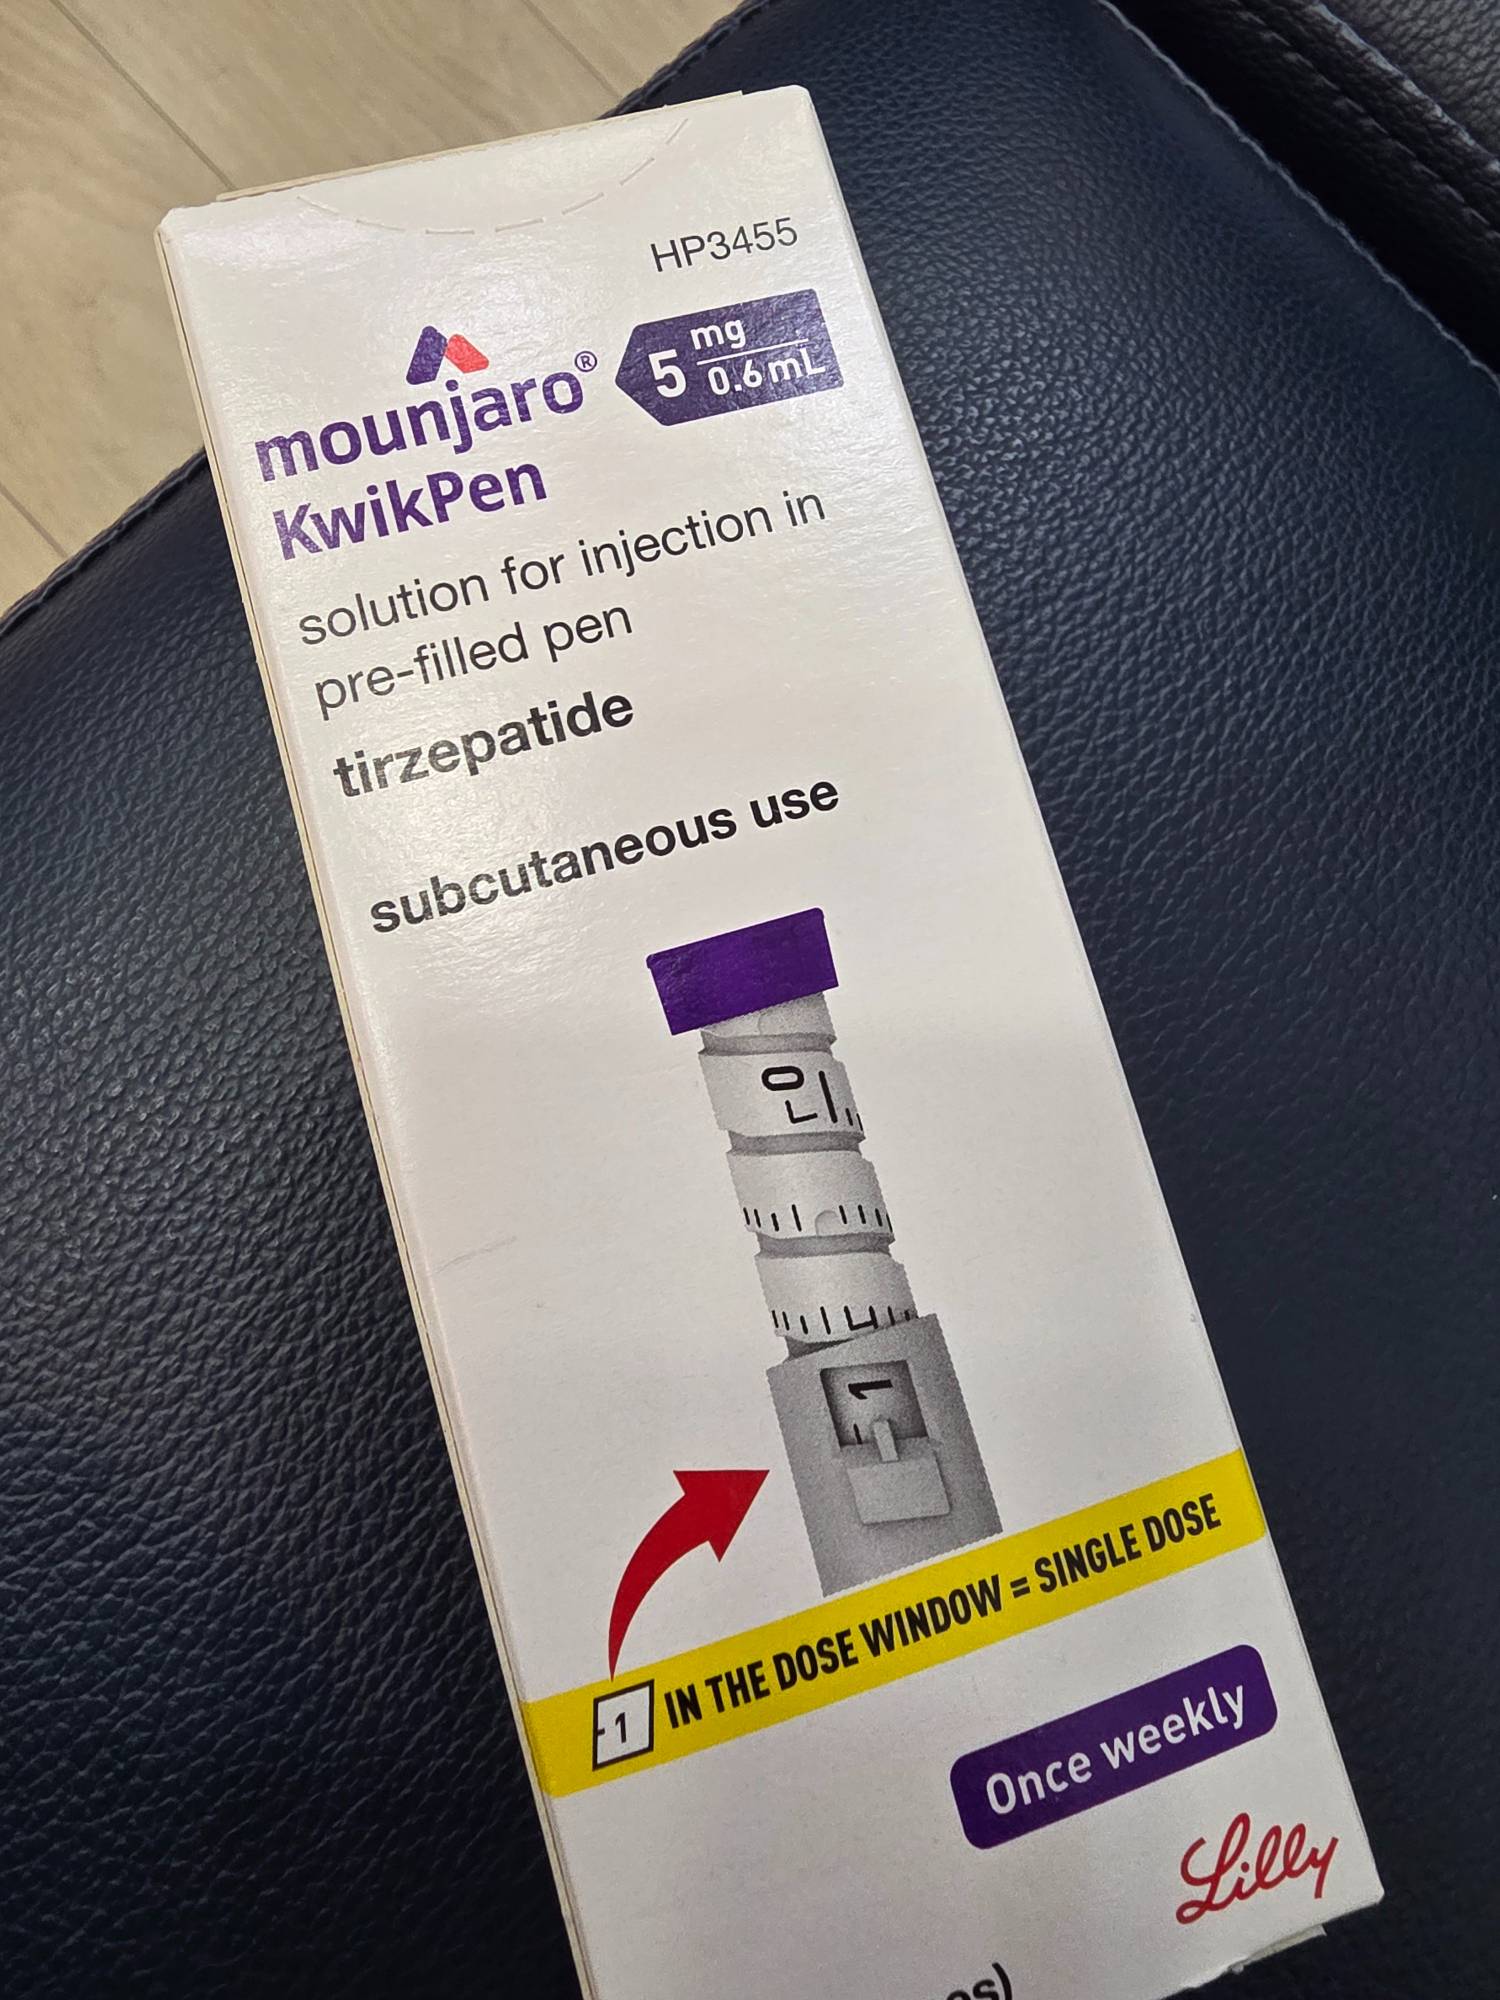 HP3455
mounjaro®
5 mg
0.6 mL
KwikPen
solution for injection in
pre-filled pen
tirzepatide
subcutaneous use
0
1
1 IN THE DOSE WINDOW = SINGLE DOSE
Once weekly
Lilly